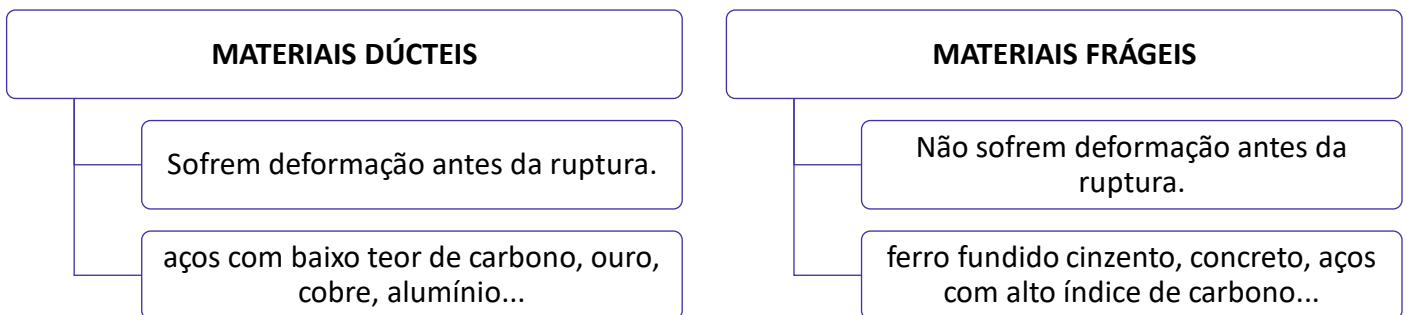 MATERIAIS DÚCTEIS
Sofrem deformação antes da ruptura.
aços com baixo teor de carbono, ouro,
cobre, alumínio...
MATERIAIS FRÁGEIS
Não sofrem deformação antes da
ruptura.
ferro fundido cinzento, concreto, aços
com alto índice de carbono...